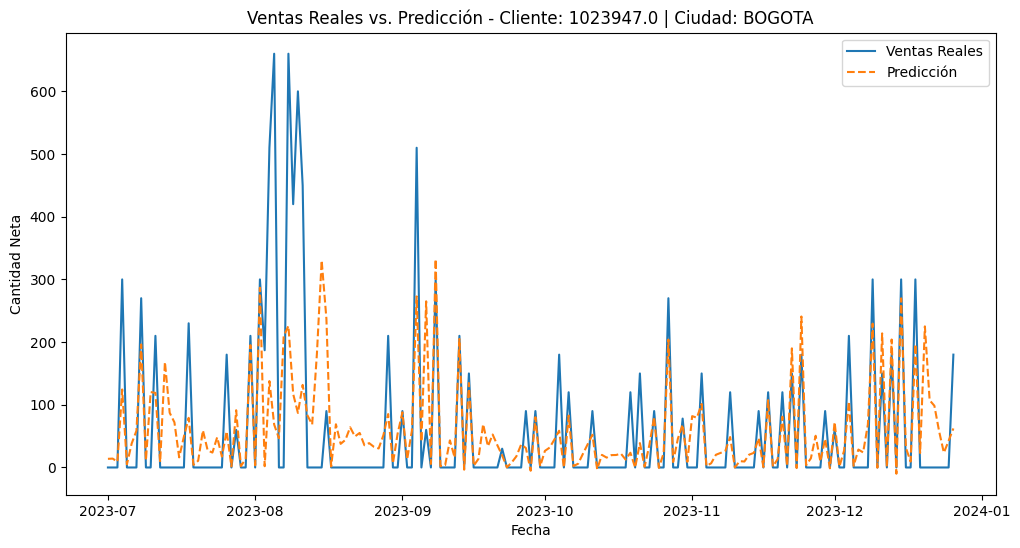 Ventas Reales vs. Predicción - Cliente: 1023947.0 | Ciudad: BOGOTA
Ventas Reales
Predicción
Cantidad Neta
600
500
400
300
200
100
0
2023-07
2023-08
2023-09
2023-10
2023-11
2023-12
2024-01
Fecha